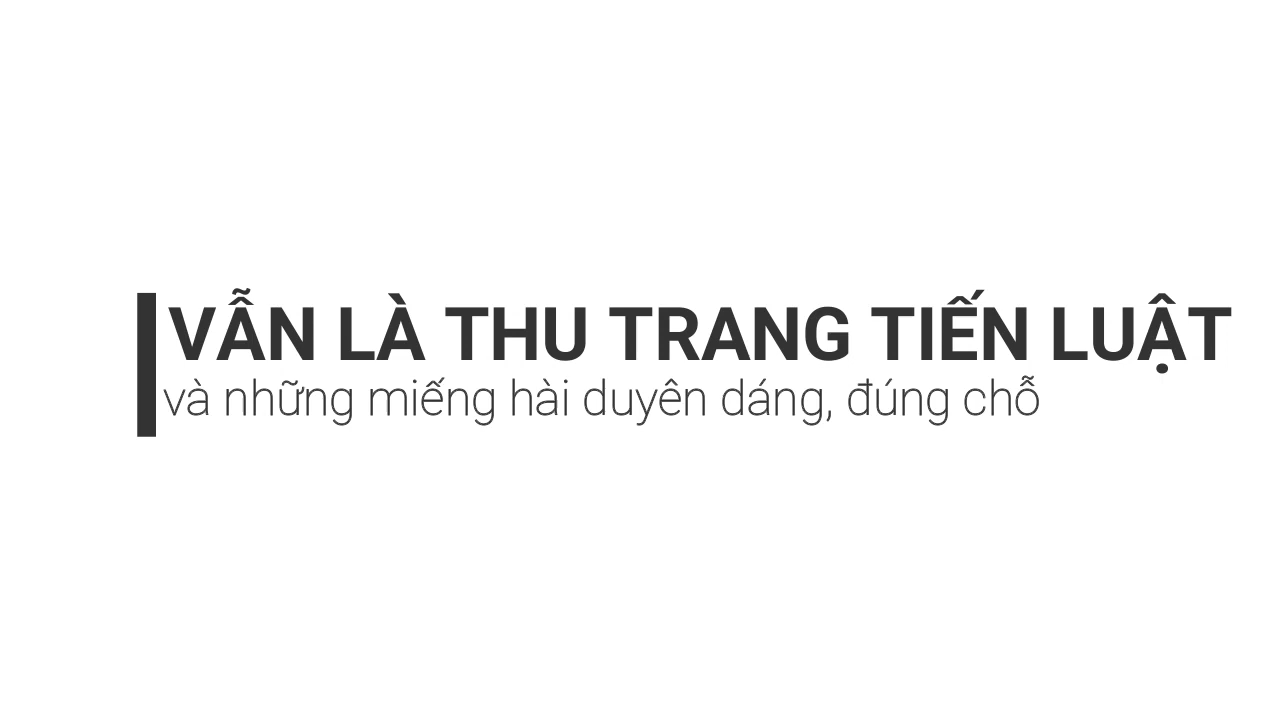 VẪN LÀ THU TRANG TIẾN LUẬT
và những miếng hài duyên dáng, đúng chỗ